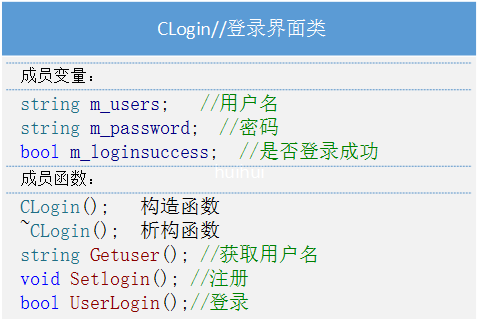 CLogin//登录界面类
成员变量：
string m_users;   //用户名
string m_password;  //密码
bool m_loginsuccess;  //是否登录成功
huihui
成员函数：
CLogin();   构造函数
~CLogin();  析构函数
string Getuser(); //获取用户名
void Setlogin(); //注册
bool UserLogin();//登录